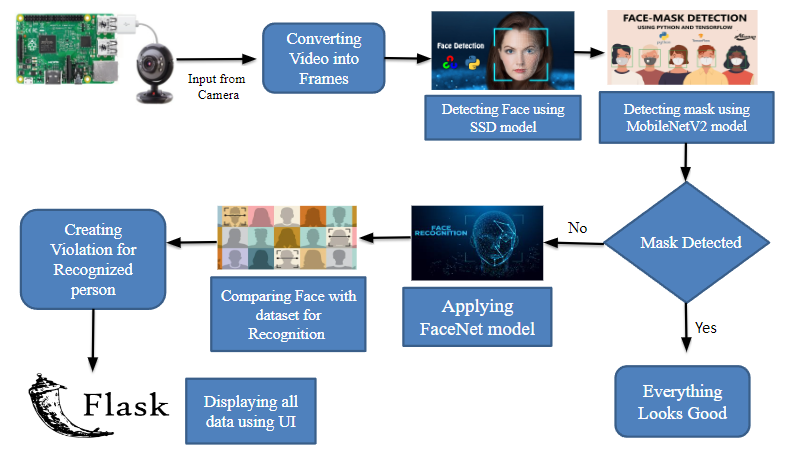 Input from
Camera
Converting
Video into
Frames
Face Detection
Detecting Face using
SSD model
FACE-MASK DETECTION
USING PYTHON AND TENSORFLOW
Detecting mask using
MobileNetV2 model
Mask Detected
No
Yes
Everything
Looks Good
FACE
RECOGNITION
Applying
FaceNet model
Comparing Face with
dataset for
Recognition
Creating
Violation for
Recognized
person
Flask
Displaying all
data using UI